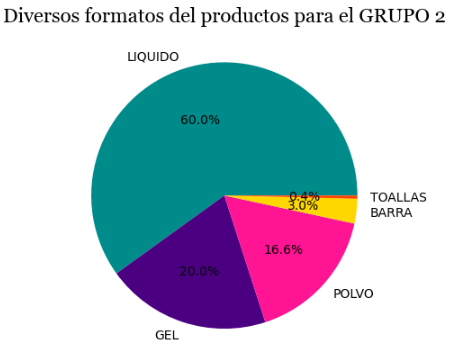 Diversos formatos del productos para el GRUPO 2
LIQUIDO
60.0%
0.4%
TOALLAS
3.0%
BARRA
16.6%
20.0%
POLVO
GEL